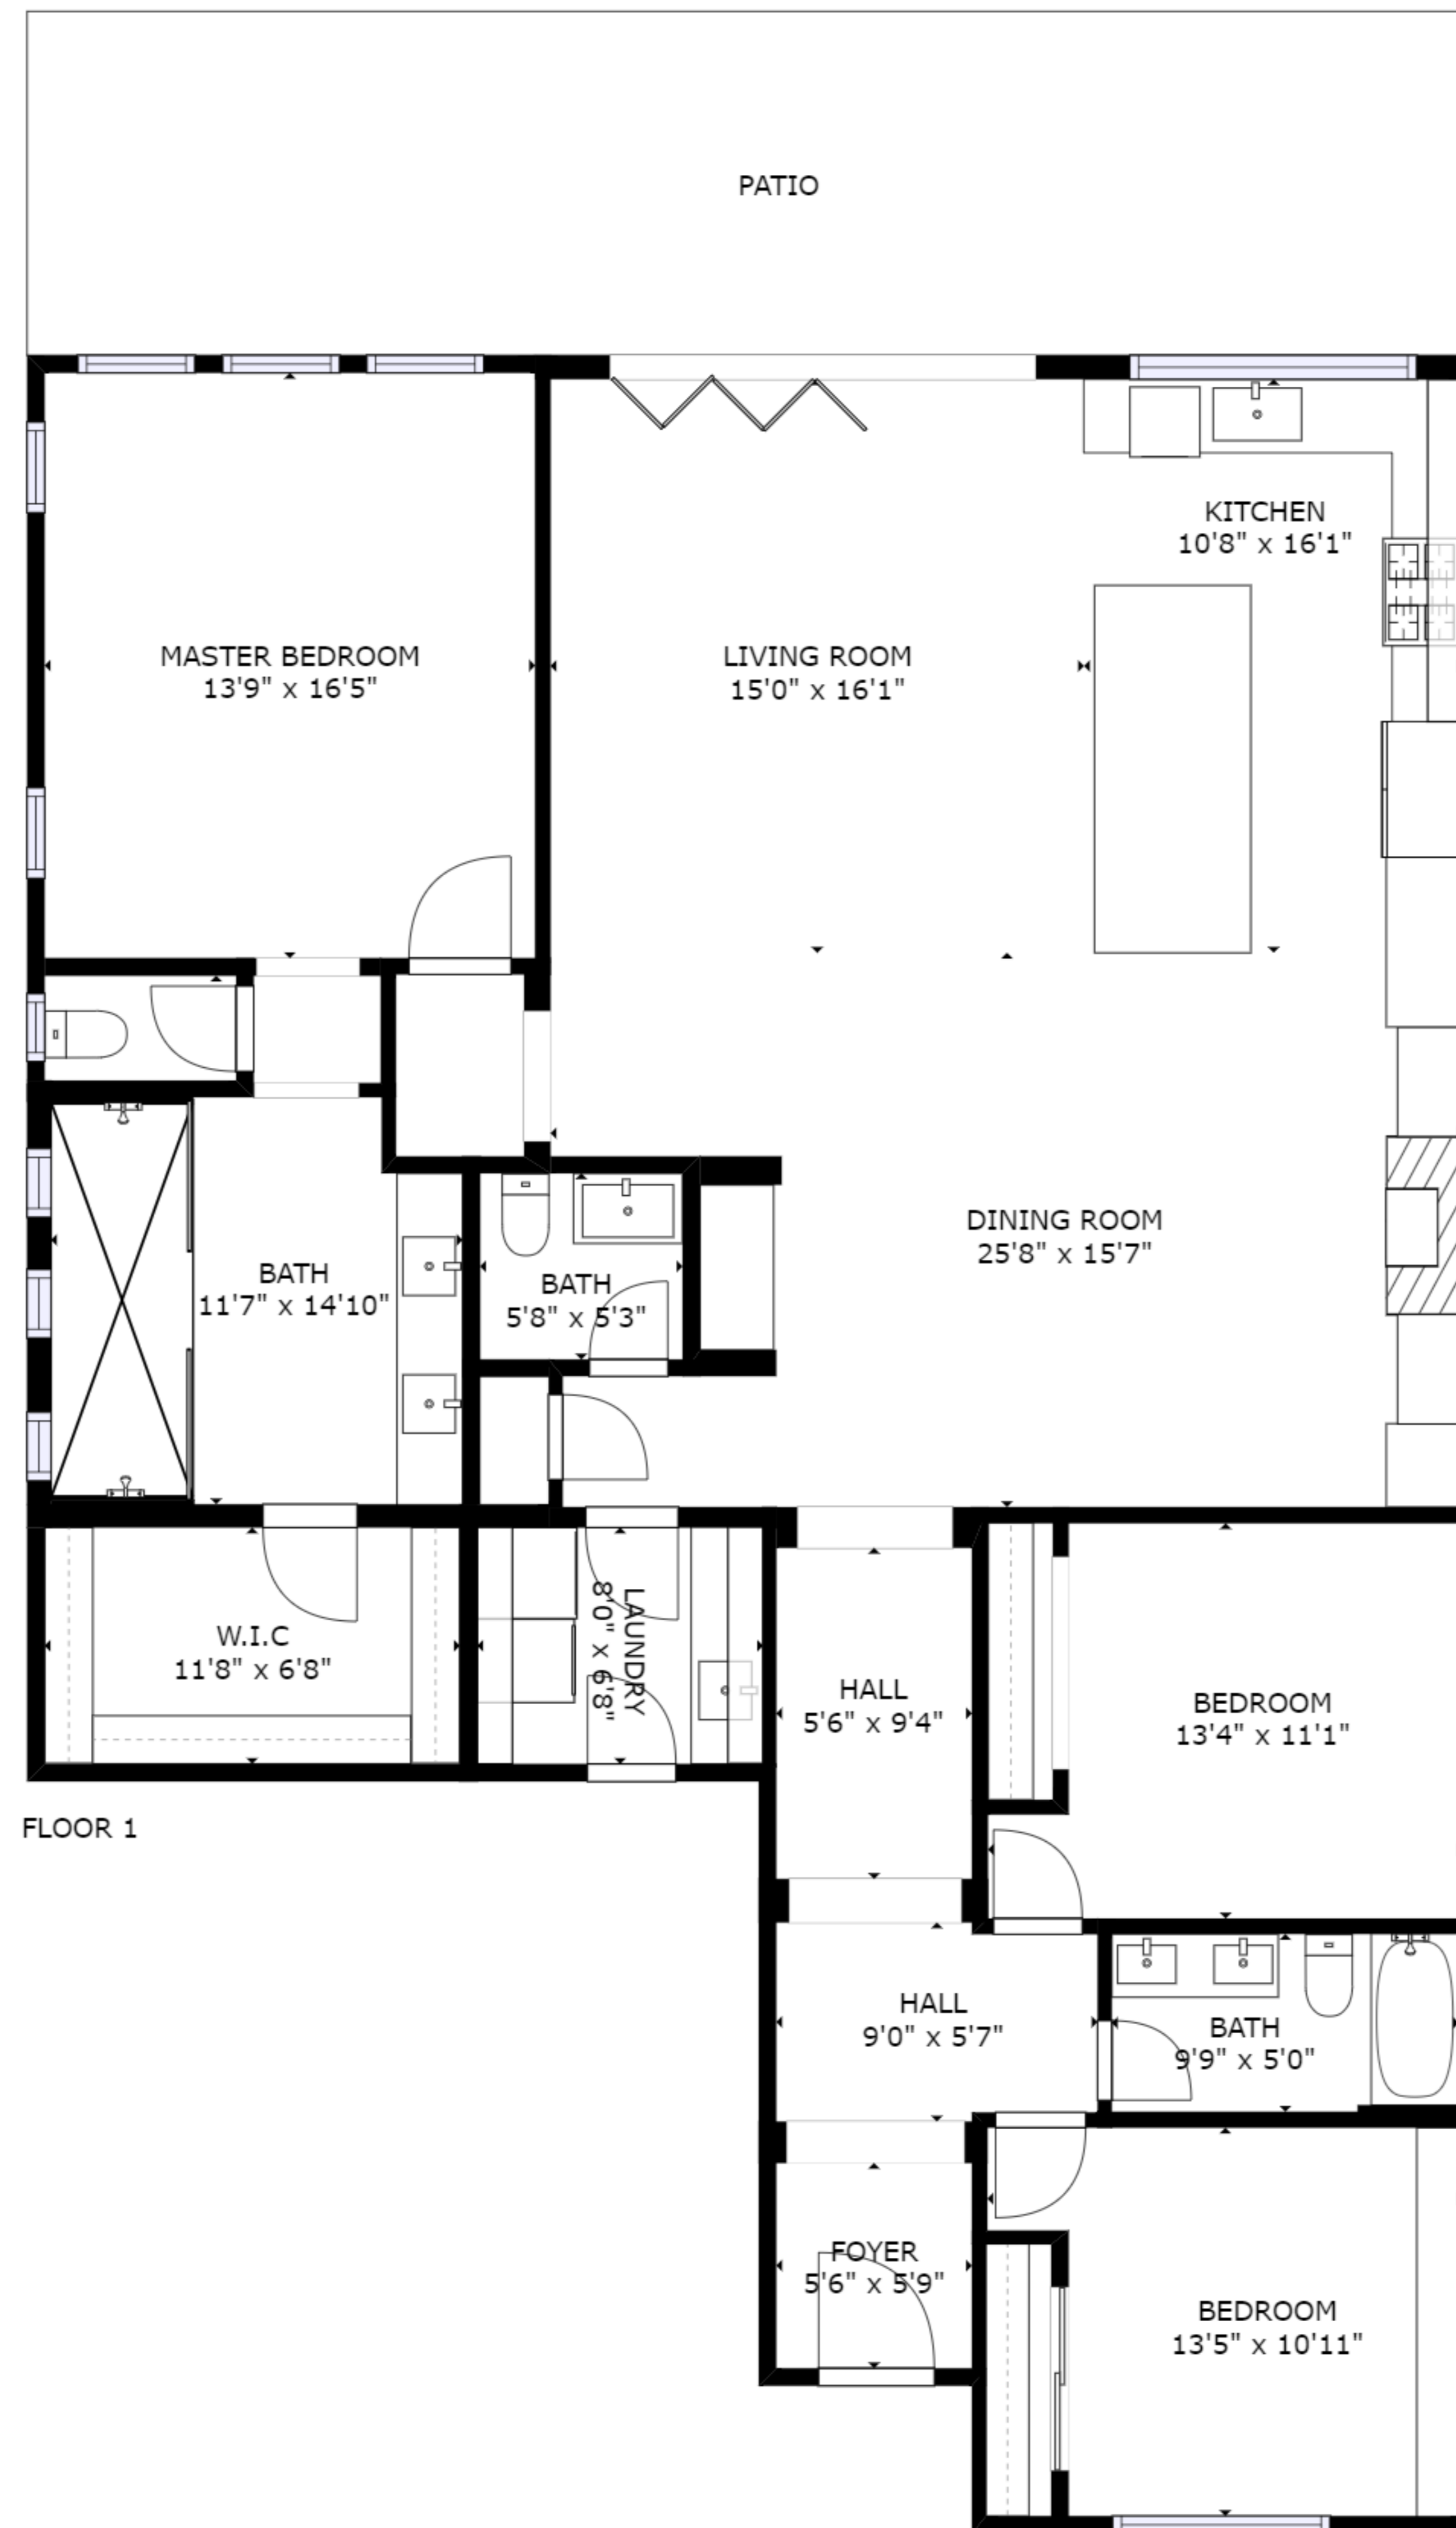 PATIO
KITCHEN
10'8" x 16'1"
MASTER BEDROOM
13'9" x 16'5"
LIVING ROOM
15'0" x 16'1"
DINING ROOM
25'8" x 15'7"
BATH
11'7" x 14'10"
BATH
5'8" x 5'3"
W.I.C
11'8" x 6'8"
LAUNDRY
8'0" x 6'8"
HALL
5'6" x 9'4"
BEDROOM
13'4" x 11'1"
FLOOR 1
HALL
9'0" x 5'7"
BATH
9'9" x 5'0"
FOYER
5'6" x 5'9"
BEDROOM
13'5" x 10'11"